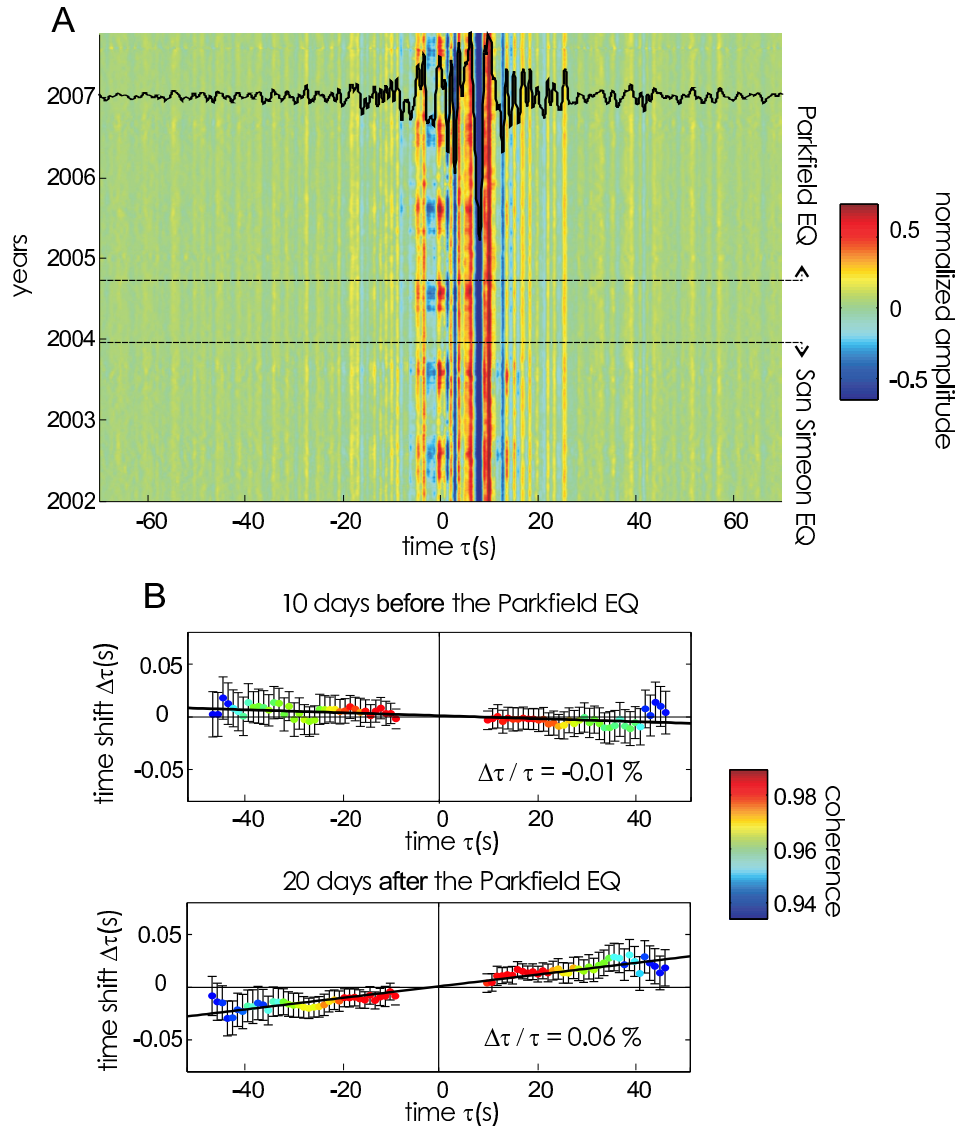 A
2007
2006
2005
2004
2003
2002
years
-60
-40
-20
0
20
40
60
time τ(s)
Parkfield EQ
San Simeon EQ
0.5
0
-0.5
normalized amplitude
B
10 days before the Parkfield EQ
0.05
0
-0.05
time shift Δτ(s)
Δτ / τ = -0.01 %
-40
-20
0
20
40
time τ(s)
20 days after the Parkfield EQ
0.05
0
-0.05
time shift Δτ(s)
Δτ / τ = 0.06 %
-40
-20
0
20
40
time τ(s)
0.98
0.96
0.94
coherence